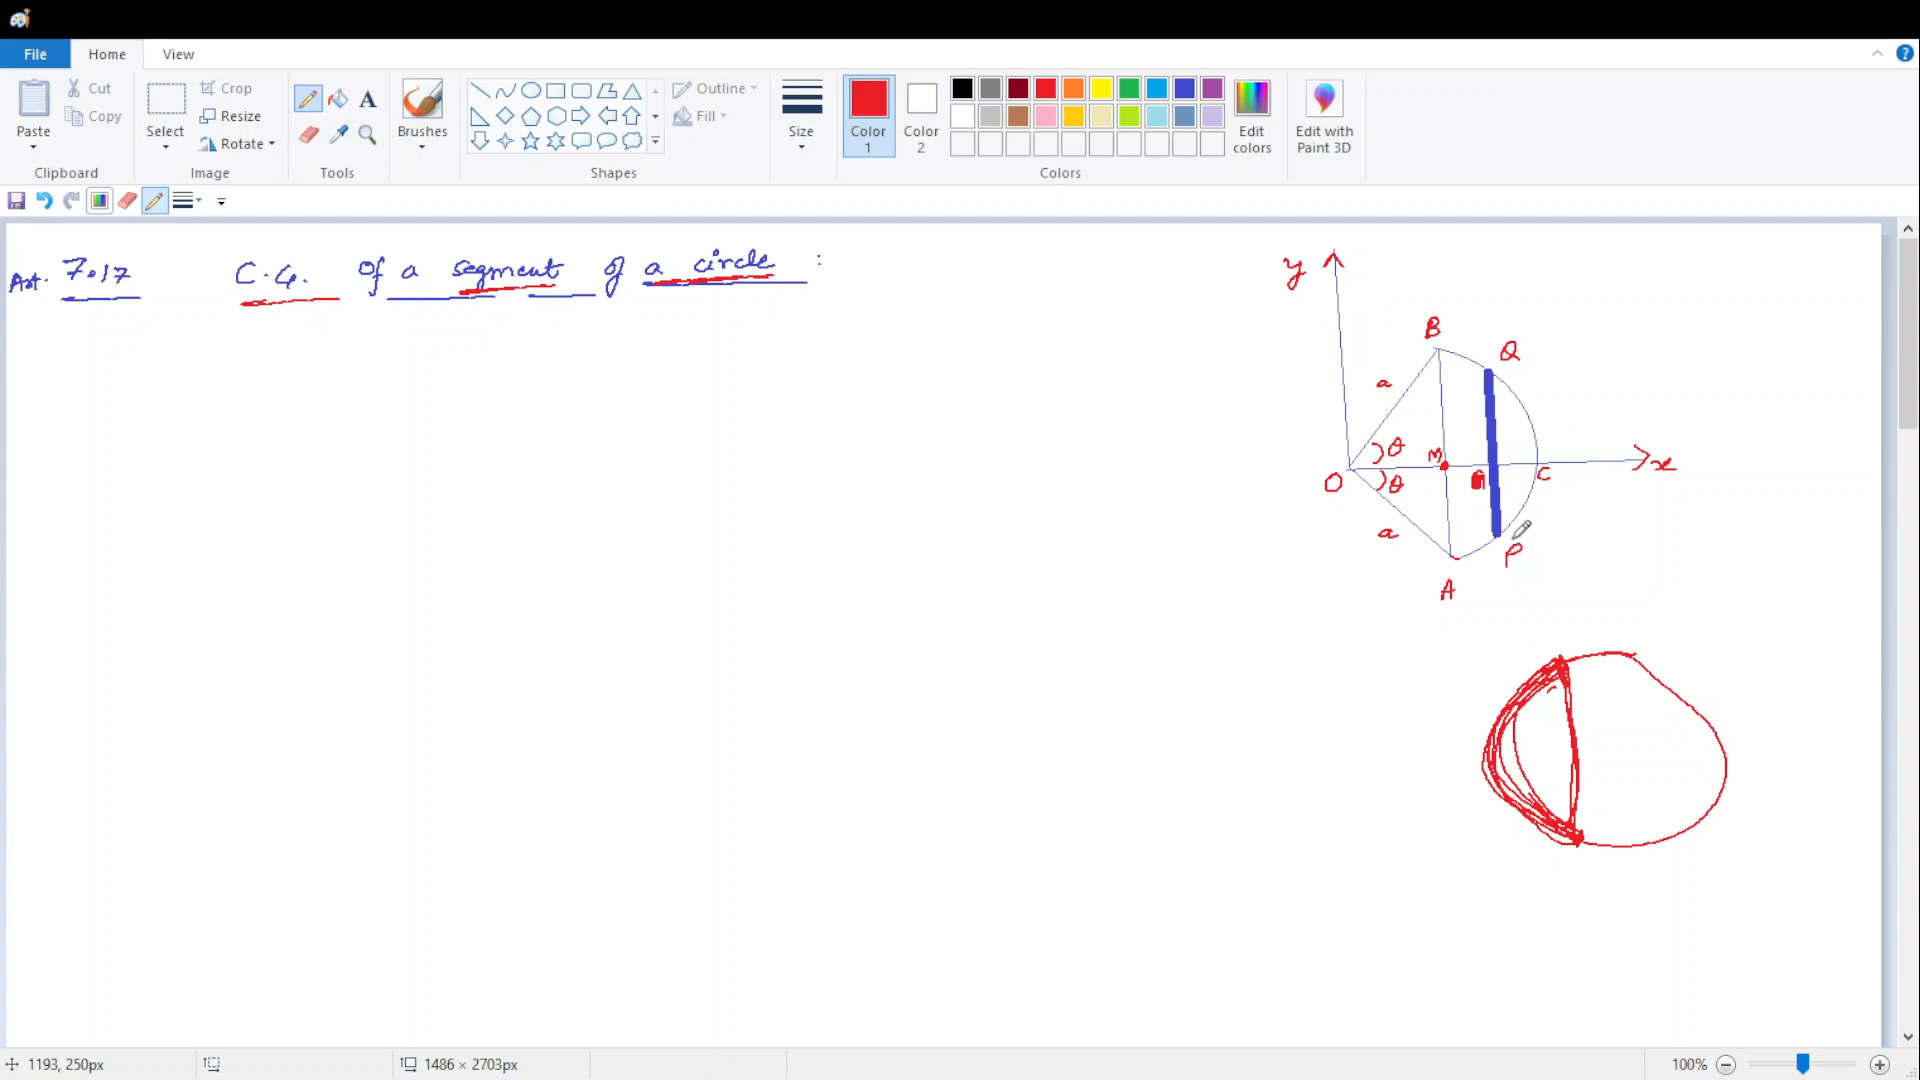 File Home View
Paste Cut Copy Clipboard
Select Crop Resize Rotate Image
A Tools
Brushes
Shapes Outline Fill
Size
Color 1 Color 2 Edit colors Colors
Edit with Paint 3D
Art. 7.17 C.G. of a segment of a circle :
y
B
Q
a
θ
M
x
O
θ
C
a
P
A
1193, 250px
1486 × 2703px
100%